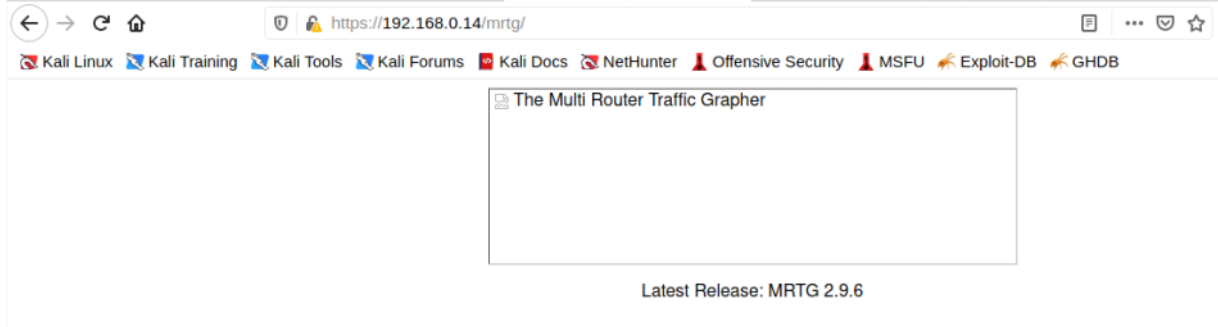 https://192.168.0.14/mrtg/
Kali Linux Kali Training Kali Tools Kali Forums Kali Docs NetHunter Offensive Security MSFU Exploit-DB GHDB
The Multi Router Traffic Grapher
Latest Release: MRTG 2.9.6